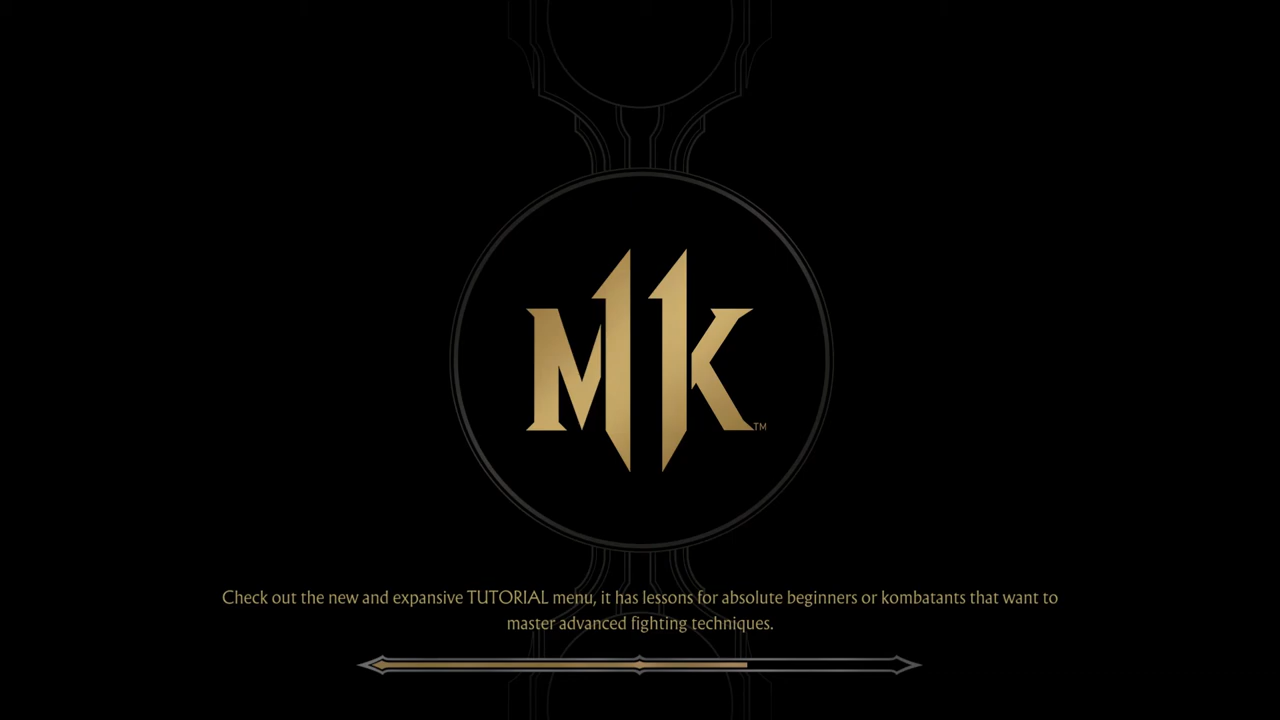 M11K™
Check out the new and expansive TUTORIAL menu, it has lessons for absolute beginners or kombatants that want to
master advanced fighting techniques.